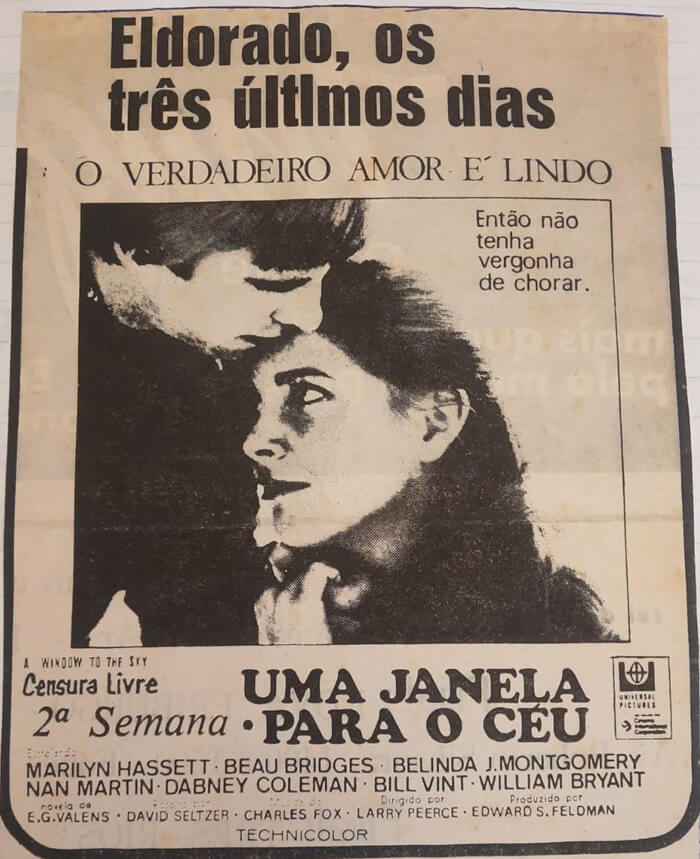 Eldorado, os
três últImos dias
O VERDADEIRO AMOR E´ LINDO
Então não
tenha
vergonha
de chorar.
A WINDOW TO THE SKY
Censura Livre
2ª Semana
UMA JANELA
• PARA O CÉU
UNIVERSAL
PICTURES
Estrelando
MARILYN HASSETT · BEAU BRIDGES · BELINDA J. MONTGOMERY
NAN MARTIN · DABNEY COLEMAN · BILL VINT · WILLIAM BRYANT
novela de Dirigido por Produzido por
E.G. VALENS · DAVID SELTZER · CHARLES FOX · LARRY PEERCE · EDWARD S. FELDMAN
TECHNICOLOR